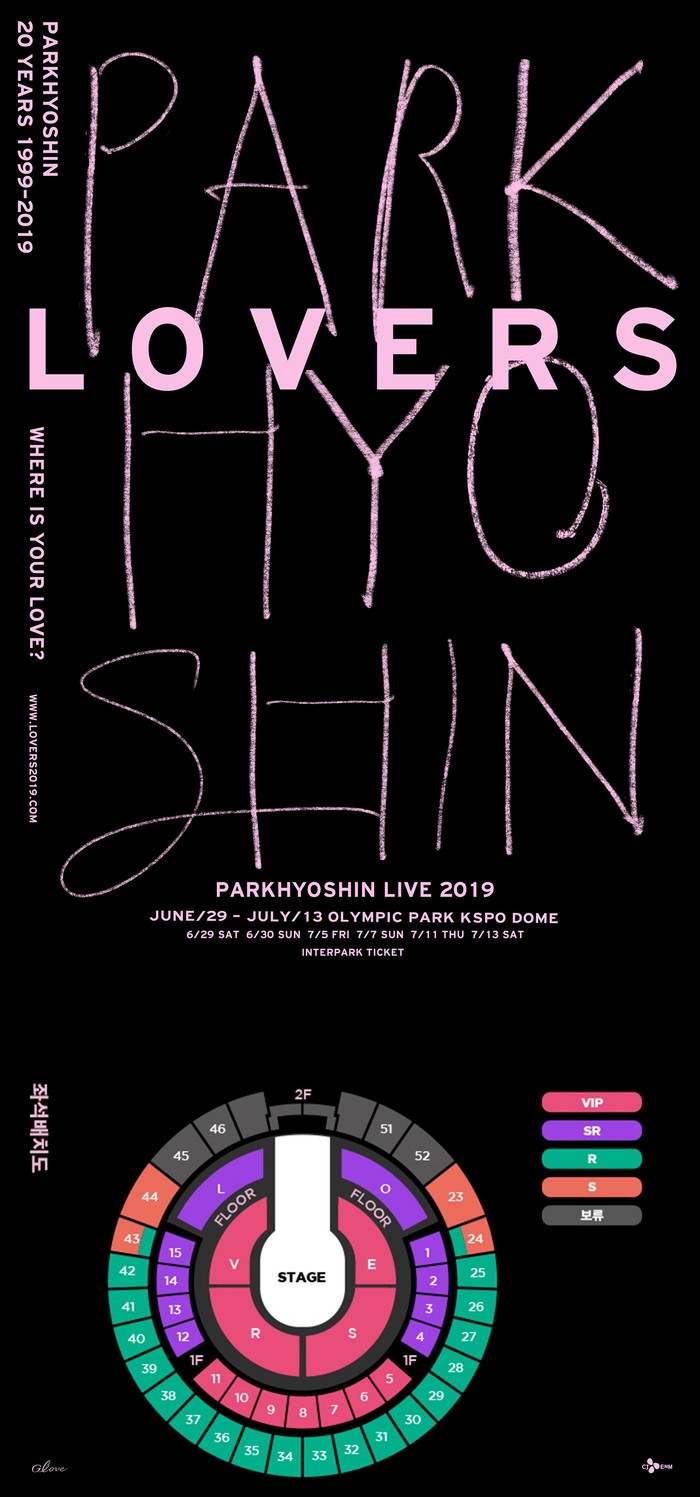 PARKHYOSHIN
20 YEARS 1999-2019
PARK
LOVERS
HYO
SHIN
WHERE IS YOUR LOVE?
WWW.LOVERS2019.COM
PARKHYOSHIN LIVE 2019
JUNE/29 – JULY/13 OLYMPIC PARK KSPO DOME
6/29 SAT 6/30 SUN 7/5 FRI 7/7 SUN 7/11 THU 7/13 SAT
INTERPARK TICKET
좌석배치도
2F
46
51
45
52
44
23
43
24
42
25
41
26
40
27
39
28
38
29
37
30
36
31
35
34
33
32
L
O
FLOOR
FLOOR
V
E
STAGE
R
S
15
14
13
12
1
2
3
4
1F
1F
11
10
9
8
7
6
5
VIP
SR
R
S
보류
Glove
CJ ENM